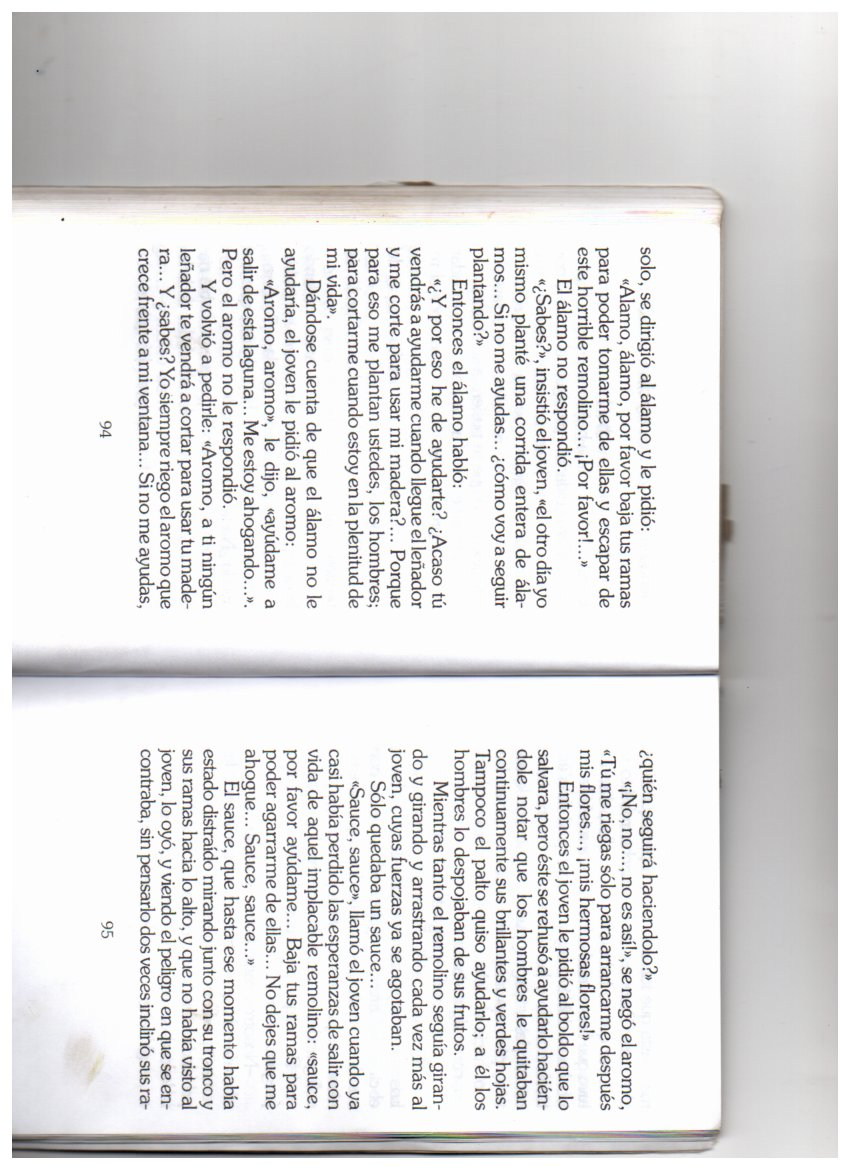 solo, se dirigió al álamo y le pidió:
«Alamo, álamo, por favor baja tus ramas
para poder tomarme de ellas y escapar de
este horrible remolino... ¡Por favor!...»
El álamo no respondió.
«¿Sabes?», insistió el joven, «el otro día yo
mismo planté una corrida entera de ála-
mos... Si no me ayudas... ¿cómo voy a seguir
plantando?»
Entonces el álamo habló:
«¿Y por eso he de ayudarte? ¿Acaso tú
vendrás a ayudarme cuando llegue el leñador
y me corte para usar mi madera?... Porque
para eso me plantan ustedes, los hombres;
para cortarme cuando estoy en la plenitud de
mi vida».
Dándose cuenta de que el álamo no le
ayudaría, el joven le pidió al aromo:
«Aromo, aromo», le dijo, «ayúdame a
salir de esta laguna... Me estoy ahogando...».
Pero el aromo no le respondió.
Y volvió a pedirle: «Aromo, a ti ningún
leñador te vendrá a cortar para usar tu made-
ra... Y ¿sabes? Yo siempre riego el aromo que
crece frente a mi ventana... Si no me ayudas,
94
¿quién seguirá haciendolo?»
«¡No, no..., no es así!», se negó el aromo,
«Tú me riegas sólo para arrancarme después
mis flores..., ¡mis hermosas flores!»
Entonces el joven le pidió al boldo que lo
salvara, pero éste se rehusó a ayudarlo hacién-
dole notar que los hombres le quitaban
continuamente sus brillantes y verdes hojas.
Tampoco el palto quiso ayudarlo; a él los
hombres lo despojaban de sus frutos.
Mientras tanto el remolino seguía giran-
do y girando y arrastrando cada vez más al
joven, cuyas fuerzas ya se agotaban.
Sólo quedaba un sauce...
«Sauce, sauce», llamó el joven cuando ya
casi había perdido las esperanzas de salir con
vida de aquel implacable remolino: «sauce,
por favor ayúdame... Baja tus ramas para
poder agarrarme de ellas... No dejes que me
ahogue... Sauce, sauce...»
El sauce, que hasta ese momento había
estado distraído mirando junto con su tronco y
sus ramas hacia lo alto, y que no había visto al
joven, lo oyó, y viendo el peligro en que se en-
contraba, sin pensarlo dos veces inclinó sus ra-
95